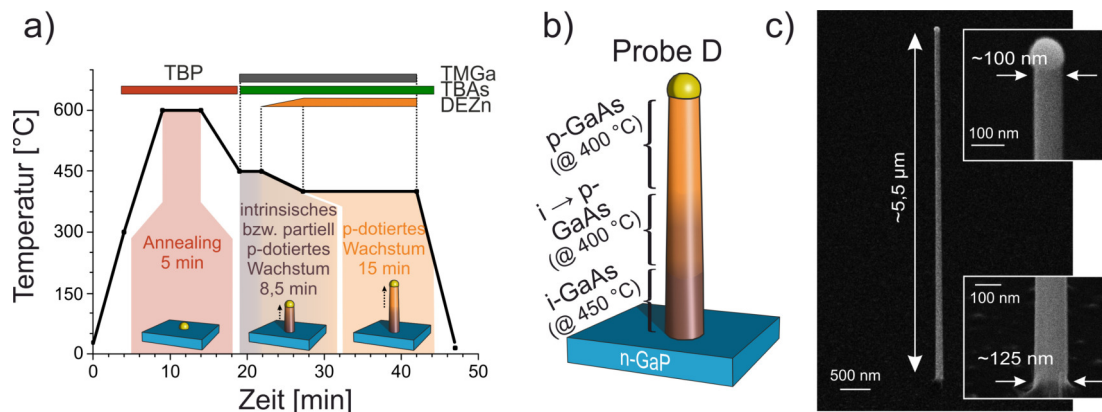 a)
TBP
TMGa
TBAs
DEZn
600
450
300
150
0
Temperatur [°C]
Annealing
5 min
intrinsisches
bzw. partiell
p-dotiertes
Wachstum
8,5 min
p-dotiertes
Wachstum
15 min
0 10 20 30 40 50
Zeit [min]
b)
Probe D
p-GaAs
(@ 400 °C)
i → p-
GaAs
(@ 400 °C)
i-GaAs
(@ 450 °C)
n-GaP
c)
~5,5 µm
500 nm
~100 nm
100 nm
100 nm
~125 nm